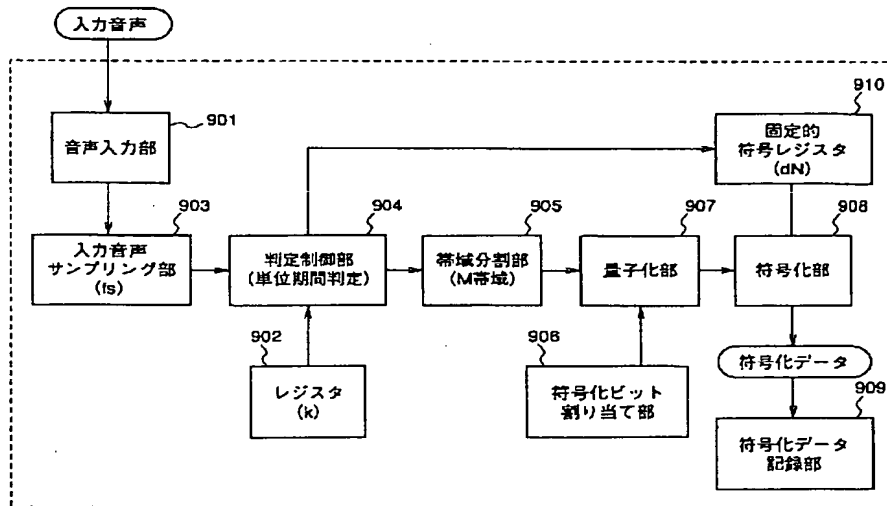 入力音声
901
音声入力部
910
固定的
符号レジスタ
(dN)
903
入力音声
サンプリング部
(fs)
904
判定制御部
(単位期間判定)
905
帯域分割部
(M帯域)
907
量子化部
908
符号化部
902
レジスタ
(k)
906
符号化ビット
割り当て部
符号化データ
909
符号化データ
記録部